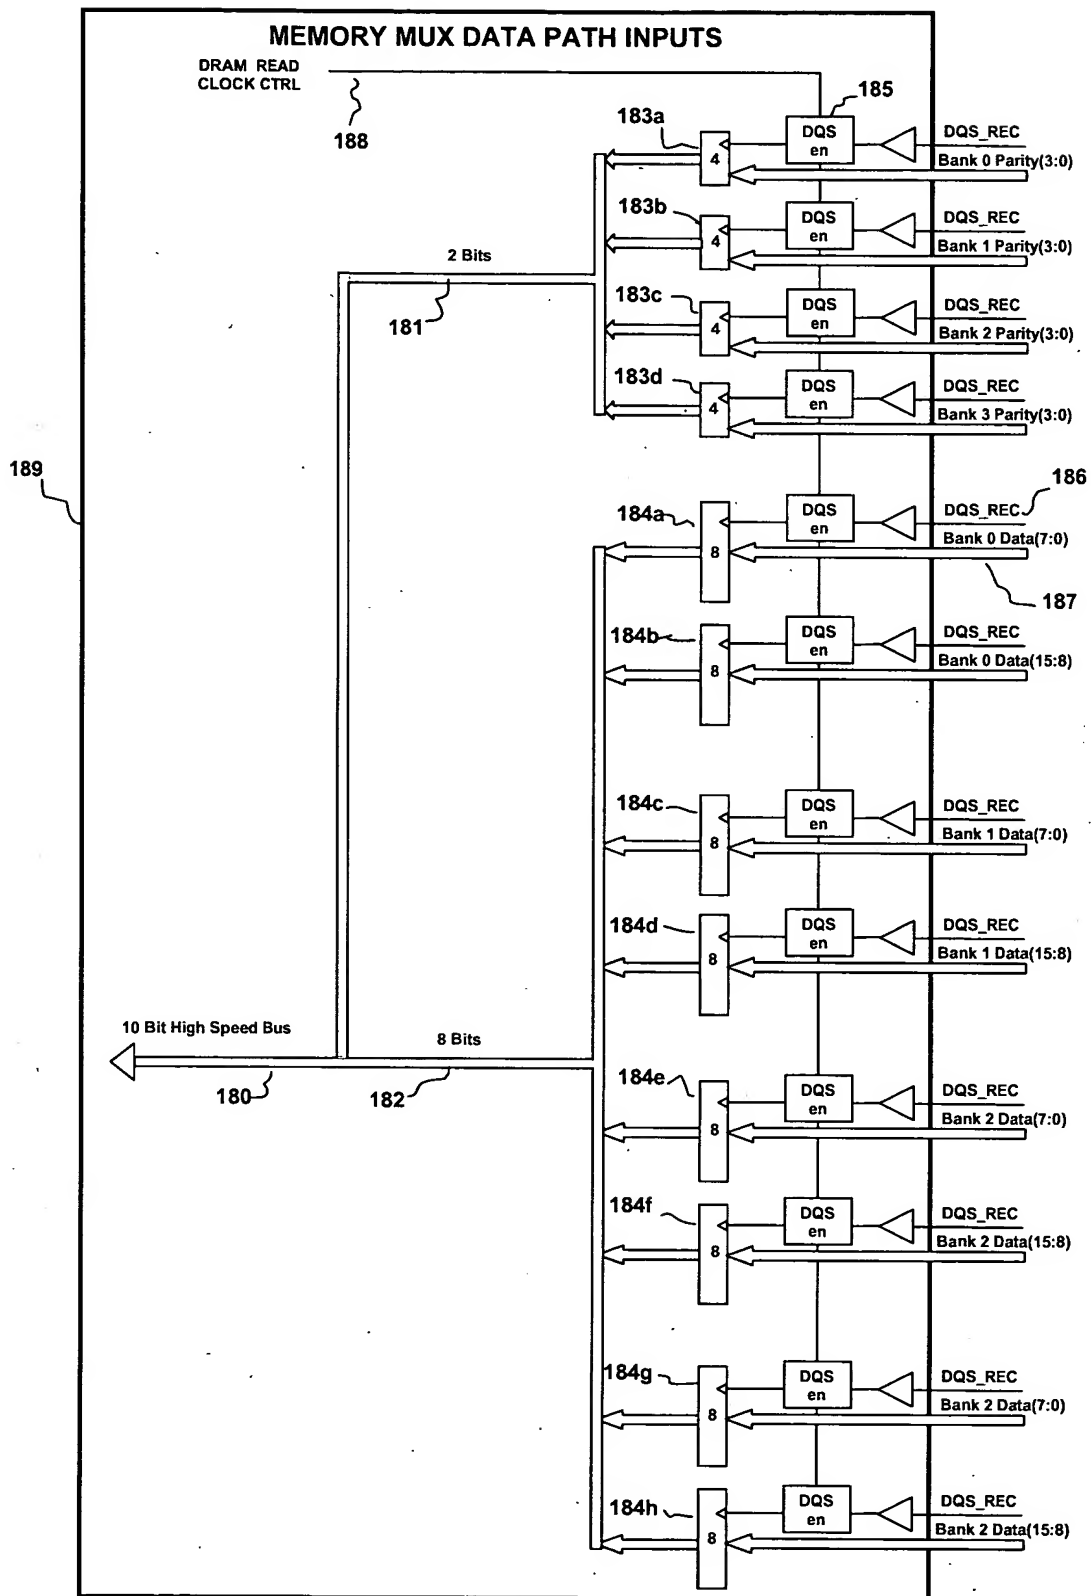 MEMORY MUX DATA PATH INPUTS
DRAM READ
CLOCK CTRL
188
185
183a
4
DQS
en
DQS_REC
Bank 0 Parity(3:0)
183b
4
DQS
en
DQS_REC
Bank 1 Parity(3:0)
2 Bits
181
183c
4
DQS
en
DQS_REC
Bank 2 Parity(3:0)
183d
4
DQS
en
DQS_REC
Bank 3 Parity(3:0)
189
186
184a
8
DQS
en
DQS_REC
Bank 0 Data(7:0)
187
184b
8
DQS
en
DQS_REC
Bank 0 Data(15:8)
184c
8
DQS
en
DQS_REC
Bank 1 Data(7:0)
184d
8
DQS
en
DQS_REC
Bank 1 Data(15:8)
10 Bit High Speed Bus
180
8 Bits
182
184e
8
DQS
en
DQS_REC
Bank 2 Data(7:0)
184f
8
DQS
en
DQS_REC
Bank 2 Data(15:8)
184g
8
DQS
en
DQS_REC
Bank 2 Data(7:0)
184h
8
DQS
en
DQS_REC
Bank 2 Data(15:8)